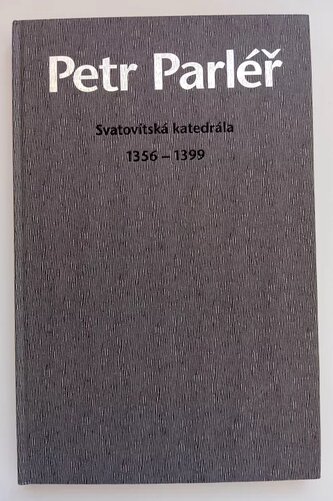 Petr Parléř
Svatovítská katedrála
1356 – 1399